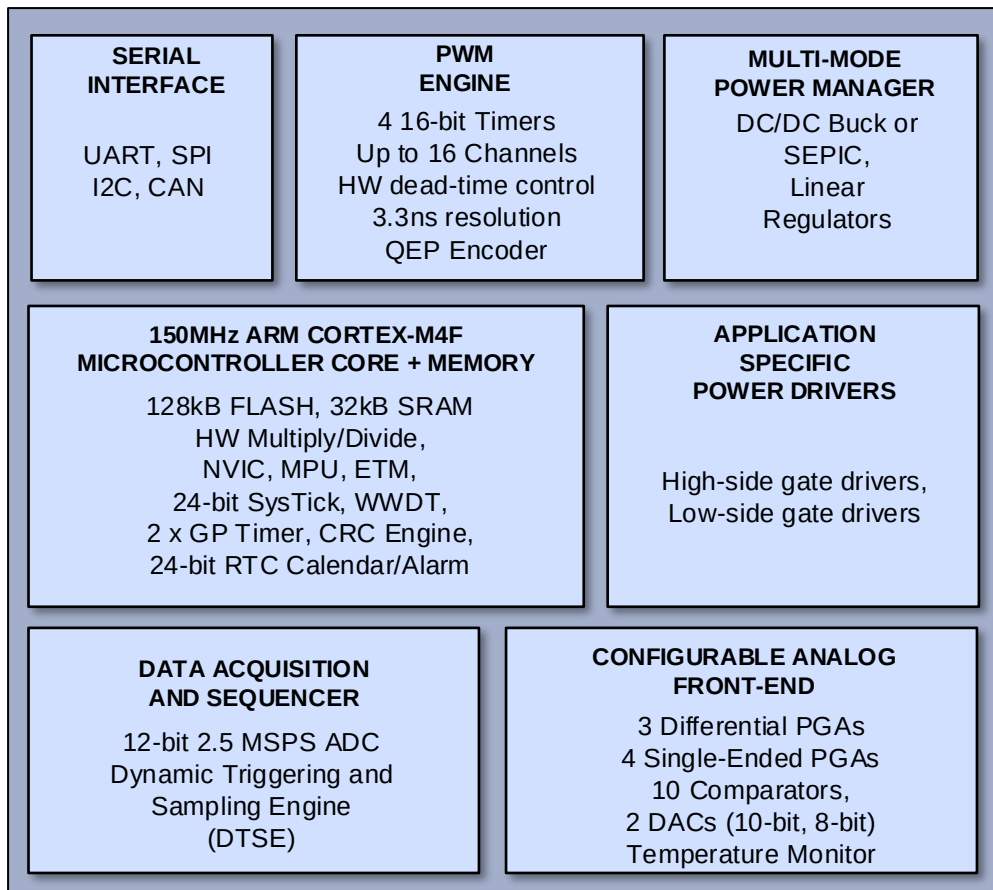 SERIAL
INTERFACE
UART, SPI
I2C, CAN
PWM
ENGINE
4 16-bit Timers
Up to 16 Channels
HW dead-time control
3.3ns resolution
QEP Encoder
MULTI-MODE
POWER MANAGER
DC/DC Buck or
SEPIC,
Linear
Regulators
150MHz ARM CORTEX-M4F
MICROCONTROLLER CORE + MEMORY
128kB FLASH, 32kB SRAM
HW Multiply/Divide,
NVIC, MPU, ETM,
24-bit SysTick, WWDT,
2 x GP Timer, CRC Engine,
24-bit RTC Calendar/Alarm
APPLICATION
SPECIFIC
POWER DRIVERS
High-side gate drivers,
Low-side gate drivers
DATA ACQUISITION
AND SEQUENCER
12-bit 2.5 MSPS ADC
Dynamic Triggering and
Sampling Engine
(DTSE)
CONFIGURABLE ANALOG
FRONT-END
3 Differential PGAs
4 Single-Ended PGAs
10 Comparators,
2 DACs (10-bit, 8-bit)
Temperature Monitor